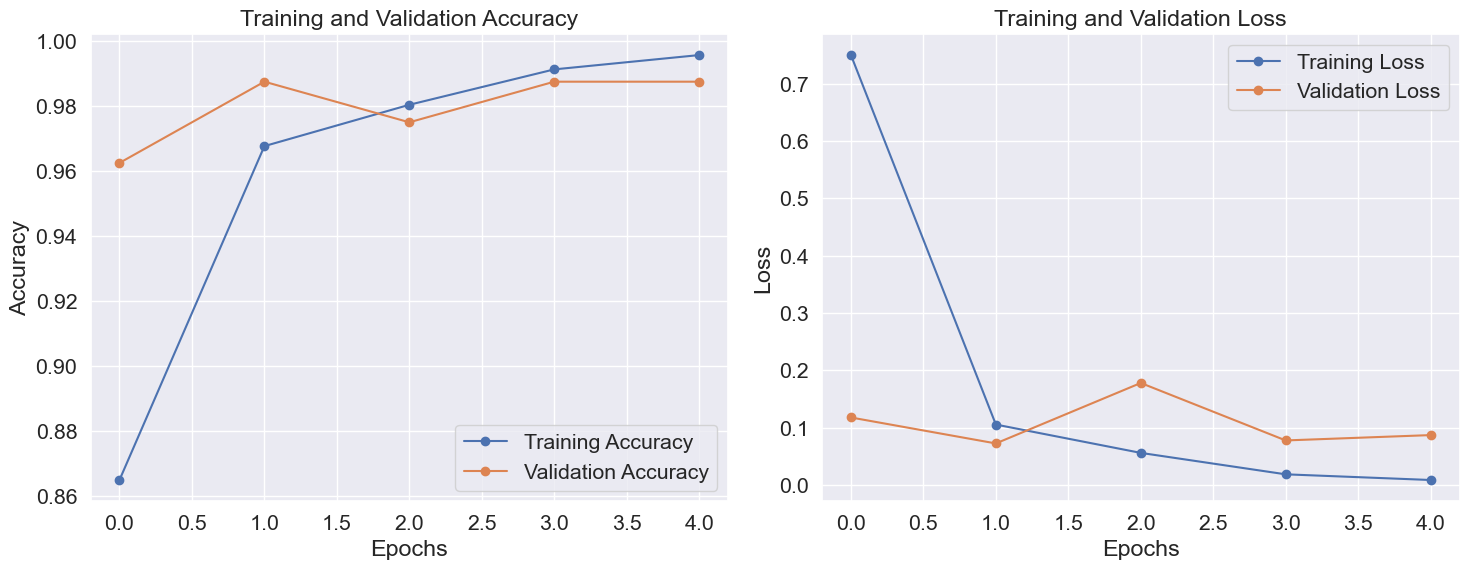 Training and Validation Accuracy
1.00
0.98
0.96
0.94
0.92
0.90
0.88
0.86
Accuracy
Training Accuracy
Validation Accuracy
0.0 0.5 1.0 1.5 2.0 2.5 3.0 3.5 4.0
Epochs
Training and Validation Loss
0.7
0.6
0.5
0.4
0.3
0.2
0.1
0.0
Loss
Training Loss
Validation Loss
0.0 0.5 1.0 1.5 2.0 2.5 3.0 3.5 4.0
Epochs